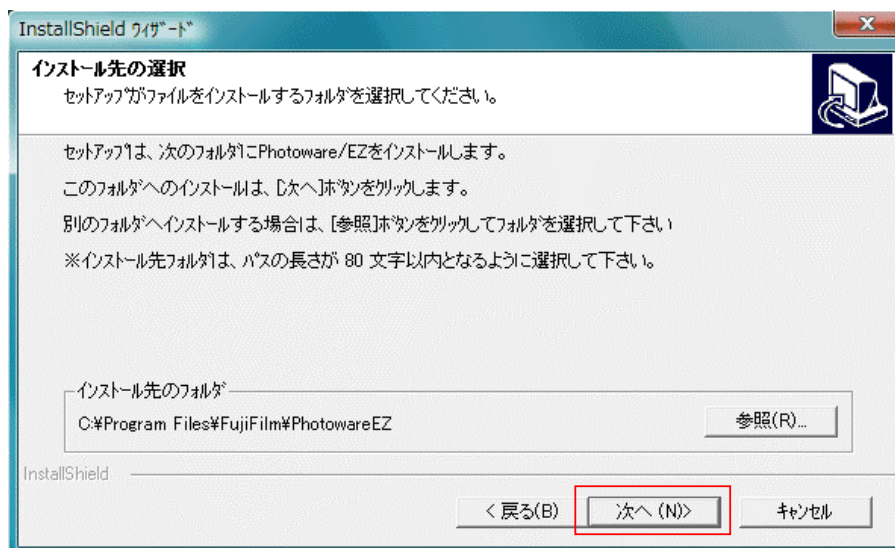 InstallShield ウィザード
インストール先の選択
セットアップがファイルをインストールするフォルダを選択してください。
セットアップは、次のフォルダにPhotoware/EZをインストールします。
このフォルダへのインストールは、[次へ]ボタンをクリックします。
別のフォルダへインストールする場合は、[参照]ボタンをクリックしてフォルダを選択して下さい
※インストール先フォルダは、パスの長さが 80 文字以内となるように選択して下さい。
インストール先のフォルダ
C:¥Program Files¥FujiFilm¥PhotowareEZ
参照(R)...
InstallShield
< 戻る(B)
次へ (N)>
キャンセル